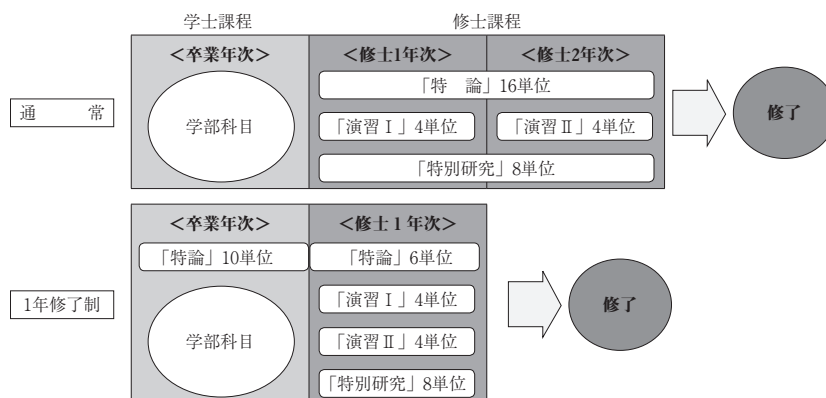 学士課程 修士課程
<卒業年次> <修士1年次> <修士2年次>
「特　論」16単位
通　　常
学部科目
「演習Ⅰ」4単位 「演習Ⅱ」4単位
修了
「特別研究」8単位
<卒業年次> <修士１年次>
「特論」10単位 「特論」6単位
1年修了制
学部科目
「演習Ⅰ」4単位
修了
「演習Ⅱ」4単位
「特別研究」8単位